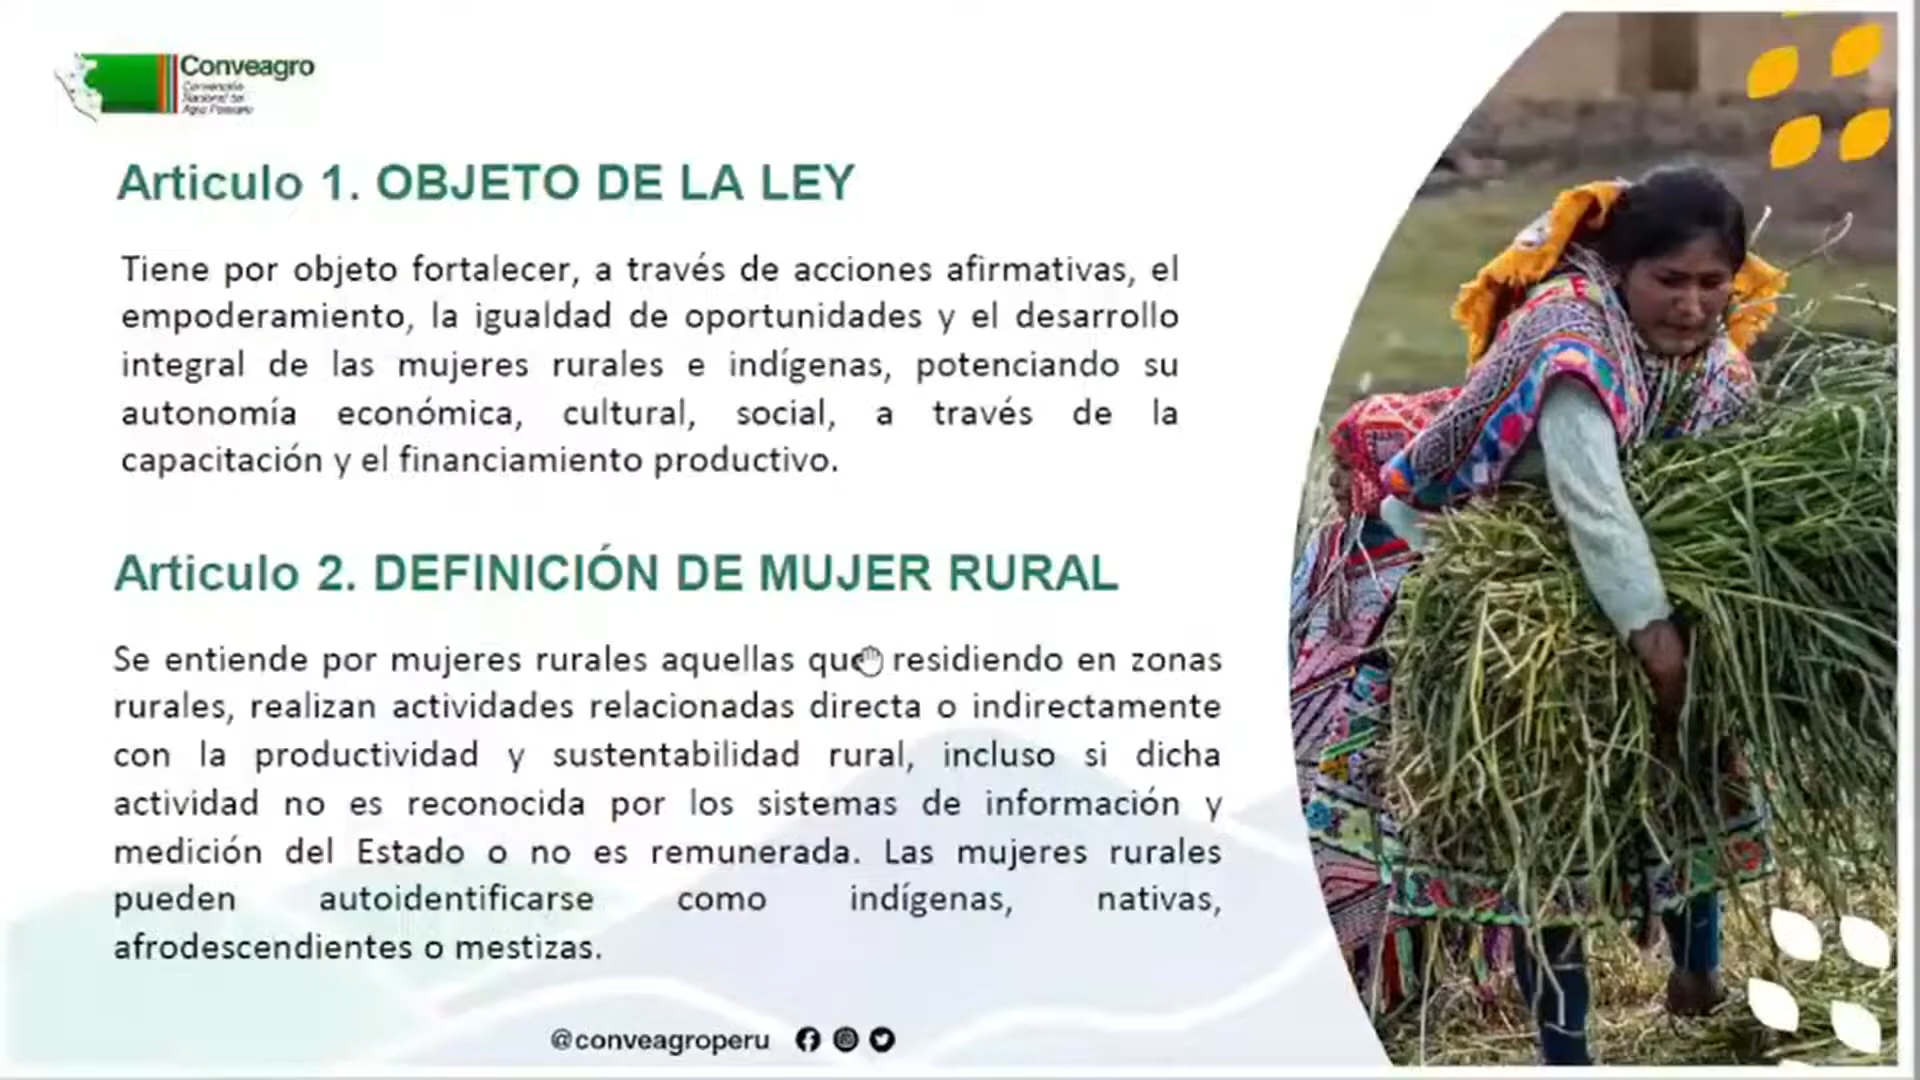 Conveagro
Convención
Nacional del
Agro Peruano
Articulo 1. OBJETO DE LA LEY
Tiene por objeto fortalecer, a través de acciones afirmativas, el
empoderamiento, la igualdad de oportunidades y el desarrollo
integral de las mujeres rurales e indígenas, potenciando su
autonomía económica, cultural, social, a través de la
capacitación y el financiamiento productivo.
Articulo 2. DEFINICIÓN DE MUJER RURAL
Se entiende por mujeres rurales aquellas que residiendo en zonas
rurales, realizan actividades relacionadas directa o indirectamente
con la productividad y sustentabilidad rural, incluso si dicha
actividad no es reconocida por los sistemas de información y
medición del Estado o no es remunerada. Las mujeres rurales
pueden autoidentificarse como indígenas, nativas,
afrodescendientes o mestizas.
@conveagroperu